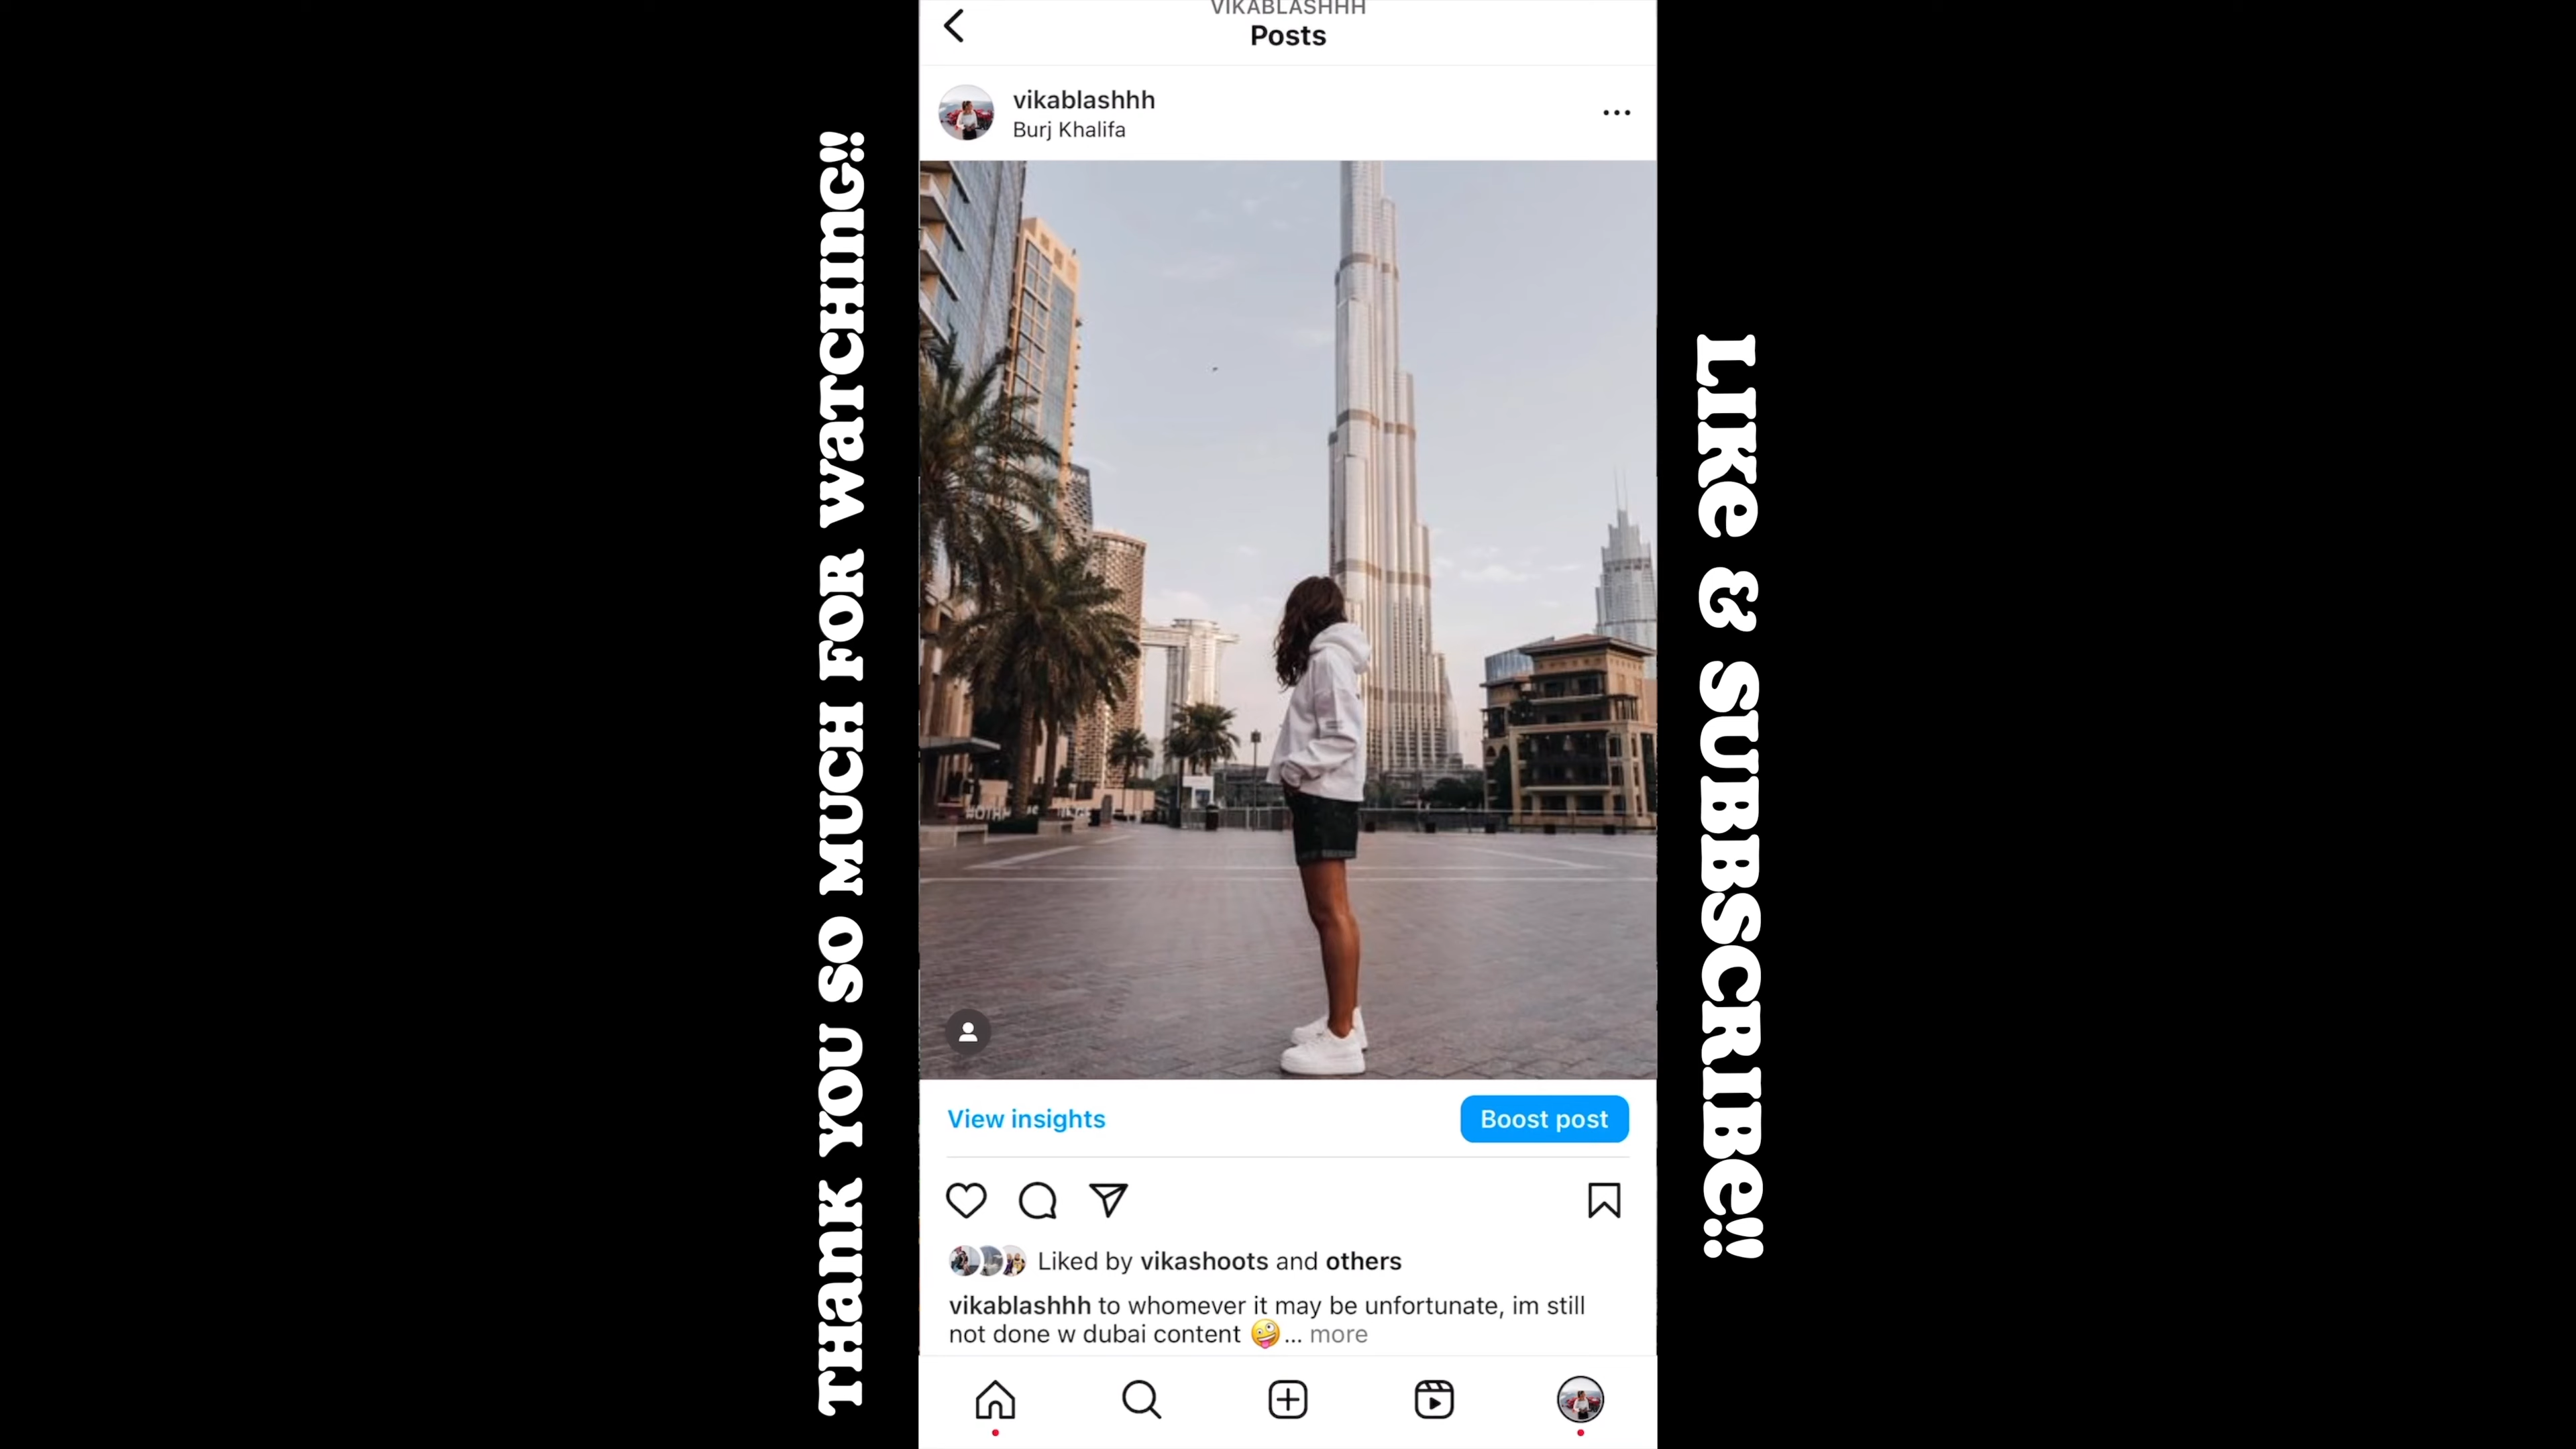 THANK YOU SO MUCH FOR WATCHING!!
VIKABLASHHH
Posts
vikablashhh
Burj Khalifa
View insights
Boost post
Liked by vikashoots and others
vikablashhh to whomever it may be unfortunate, im still
not done w dubai content 🤪... more
LIKE & SUBBSCRIBE!!